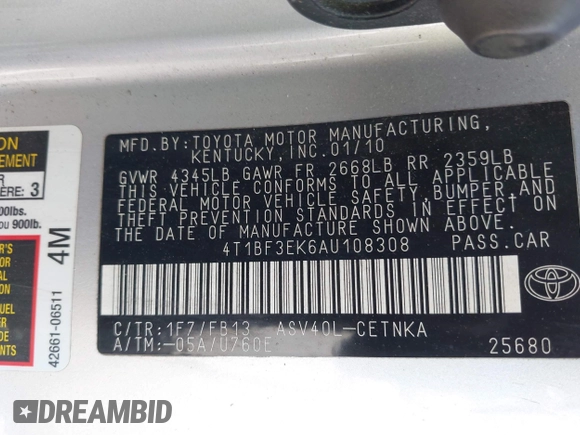 MFD.BY:TOYOTA MOTOR MANUFACTURING,
KENTUCKY,INC.01/10
GVWR 4345LB GAWR FR 2668LB RR 2359LB
THIS VEHICLE CONFORMS TO ALL APPLICABLE
FEDERAL MOTOR VEHICLE SAFETY,BUMPER,AND
THEFT PREVENTION STANDARDS IN EFFECT ON
THE DATE OF MANUFACTURE SHOWN ABOVE.
4T1BF3EK6AU108308 PASS.CAR
C/TR:1F7/FB13 ASV40L-CETNKA
A/TM:-05A/U760E 25680
TOYOTA
ERE: 3
00lbs.
OU 900lb.
4M
42661-06511
DREAMBID